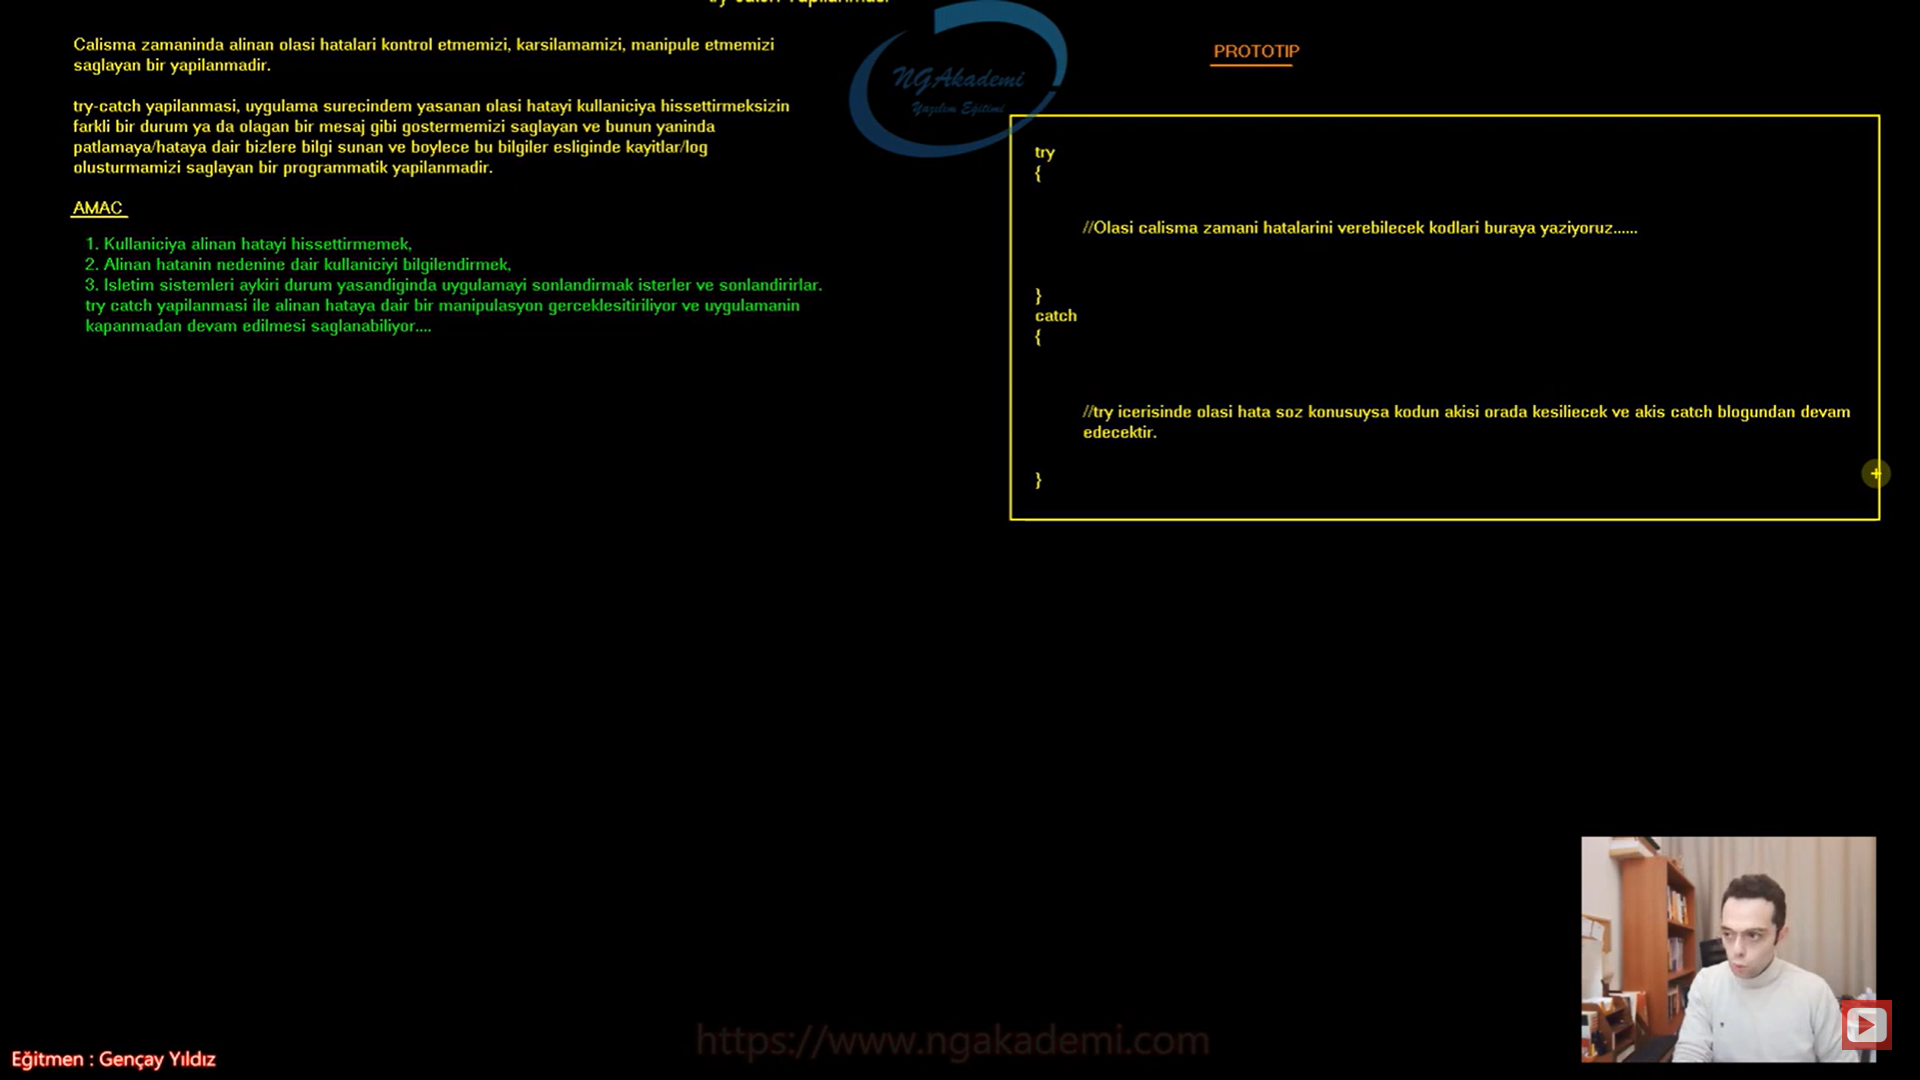 try-catch Yapilanmasi
Calisma zamaninda alinan olasi hatalari kontrol etmemizi, karsilamamizi, manipule etmemizi
saglayan bir yapilanmadir.
try-catch yapilanmasi, uygulama surecindem yasanan olasi hatayi kullaniciya hissettirmeksizin
farkli bir durum ya da olagan bir mesaj gibi gostermemizi saglayan ve bunun yaninda
patlamaya/hataya dair bizlere bilgi sunan ve boylece bu bilgiler esliginde kayitlar/log
olusturmamizi saglayan bir programmatik yapilanmadir.
AMAC
1. Kullaniciya alinan hatayi hissettirmemek,
2. Alinan hatanin nedenine dair kullaniciyi bilgilendirmek,
3. Isletim sistemleri aykiri durum yasandiginda uygulamayi sonlandirmak isterler ve sonlandirirlar.
try catch yapilanmasi ile alinan hataya dair bir manipulasyon gerceklesitiriliyor ve uygulamanin
kapanmadan devam edilmesi saglanabiliyor....
NGAkademi
Yazılım Eğitimi
PROTOTIP
try
{
//Olasi calisma zamani hatalarini verebilecek kodlari buraya yaziyoruz......
}
catch
{
//try icerisinde olasi hata soz konusuysa kodun akisi orada kesiliecek ve akis catch blogundan devam
edecektir.
}
https://www.ngakademi.com
Eğitmen : Gençay Yıldız